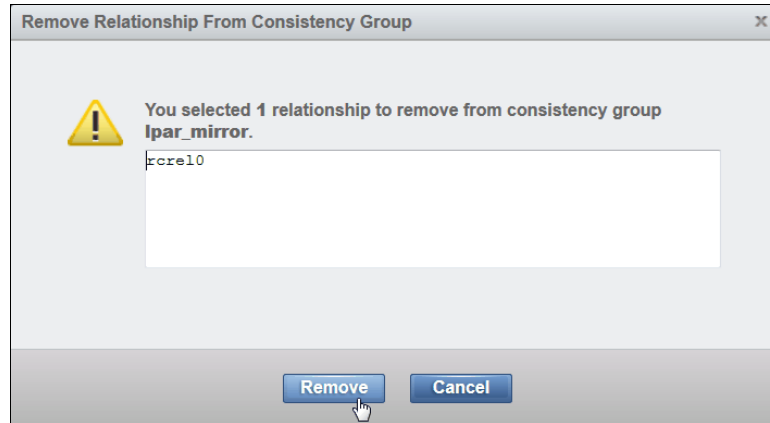 Remove Relationship From Consistency Group
x
You selected 1 relationship to remove from consistency group
lpar_mirror.
rcrel0
Remove
Cancel